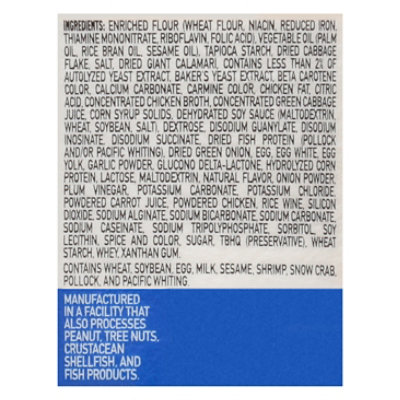 INGREDIENTS: ENRICHED FLOUR (WHEAT FLOUR, NIACIN, REDUCED IRON,
THIAMINE MONONITRATE, RIBOFLAVIN, FOLIC ACID), VEGETABLE OIL (PALM
OIL, RICE BRAN OIL, SESAME OIL), TAPIOCA STARCH, DRIED CABBAGE
FLAKE, SALT, DRIED GIANT CALAMARI, CONTAINS LESS THAN 2% OF
AUTOLYZED YEAST EXTRACT, BAKER'S YEAST EXTRACT, BETA CAROTENE
COLOR, CALCIUM CARBONATE, CARMINE COLOR, CHICKEN FAT, CITRIC
ACID, CONCENTRATED CHICKEN BROTH, CONCENTRATED GREEN CABBAGE
JUICE, CORN SYRUP SOLIDS, DEHYDRATED SOY SAUCE (MALTODEXTRIN,
WHEAT, SOYBEAN, SALT), DEXTROSE, DISODIUM GUANYLATE, DISODIUM
INOSINATE, DISODIUM SUCCINATE, DRIED FISH PROTEIN (POLLOCK
AND/OR PACIFIC WHITING), DRIED GREEN ONION, EGG, EGG WHITE, EGG
YOLK, GARLIC POWDER, GLUCONO DELTA-LACTONE, HYDROLYZED CORN
PROTEIN, LACTOSE, MALTODEXTRIN, NATURAL FLAVOR, ONION POWDER,
PLUM VINEGAR, POTASSIUM CARBONATE, POTASSIUM CHLORIDE,
POWDERED CARROT JUICE, POWDERED CHICKEN, RICE WINE, SILICON
DIOXIDE, SODIUM ALGINATE, SODIUM BICARBONATE, SODIUM CARBONATE,
SODIUM CASEINATE, SODIUM TRIPOLYPHOSPHATE, SORBITOL, SOY
LECITHIN, SPICE AND COLOR, SUGAR, TBHQ (PRESERVATIVE), WHEAT
STARCH, WHEY, XANTHAN GUM.
CONTAINS WHEAT, SOYBEAN, EGG, MILK, SESAME, SHRIMP, SNOW CRAB,
POLLOCK, AND PACIFIC WHITING.
MANUFACTURED
IN A FACILITY THAT
ALSO PROCESSES
PEANUT, TREE NUTS,
CRUSTACEAN
SHELLFISH, AND
FISH PRODUCTS.